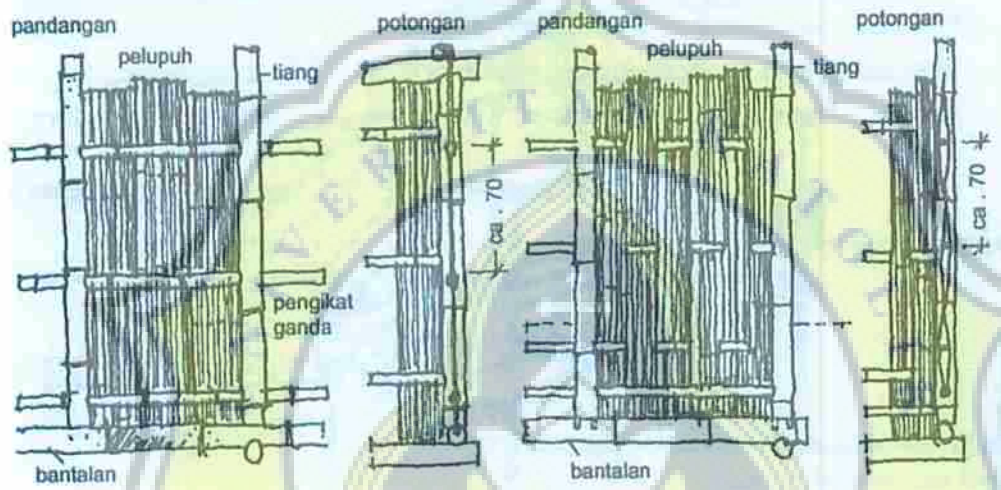 pandangan
pelupuh
tiang
pengikat
ganda
bantalan
potongan
ca. 70
pandangan
pelupuh
tiang
bantalan
potongan
ca. 70